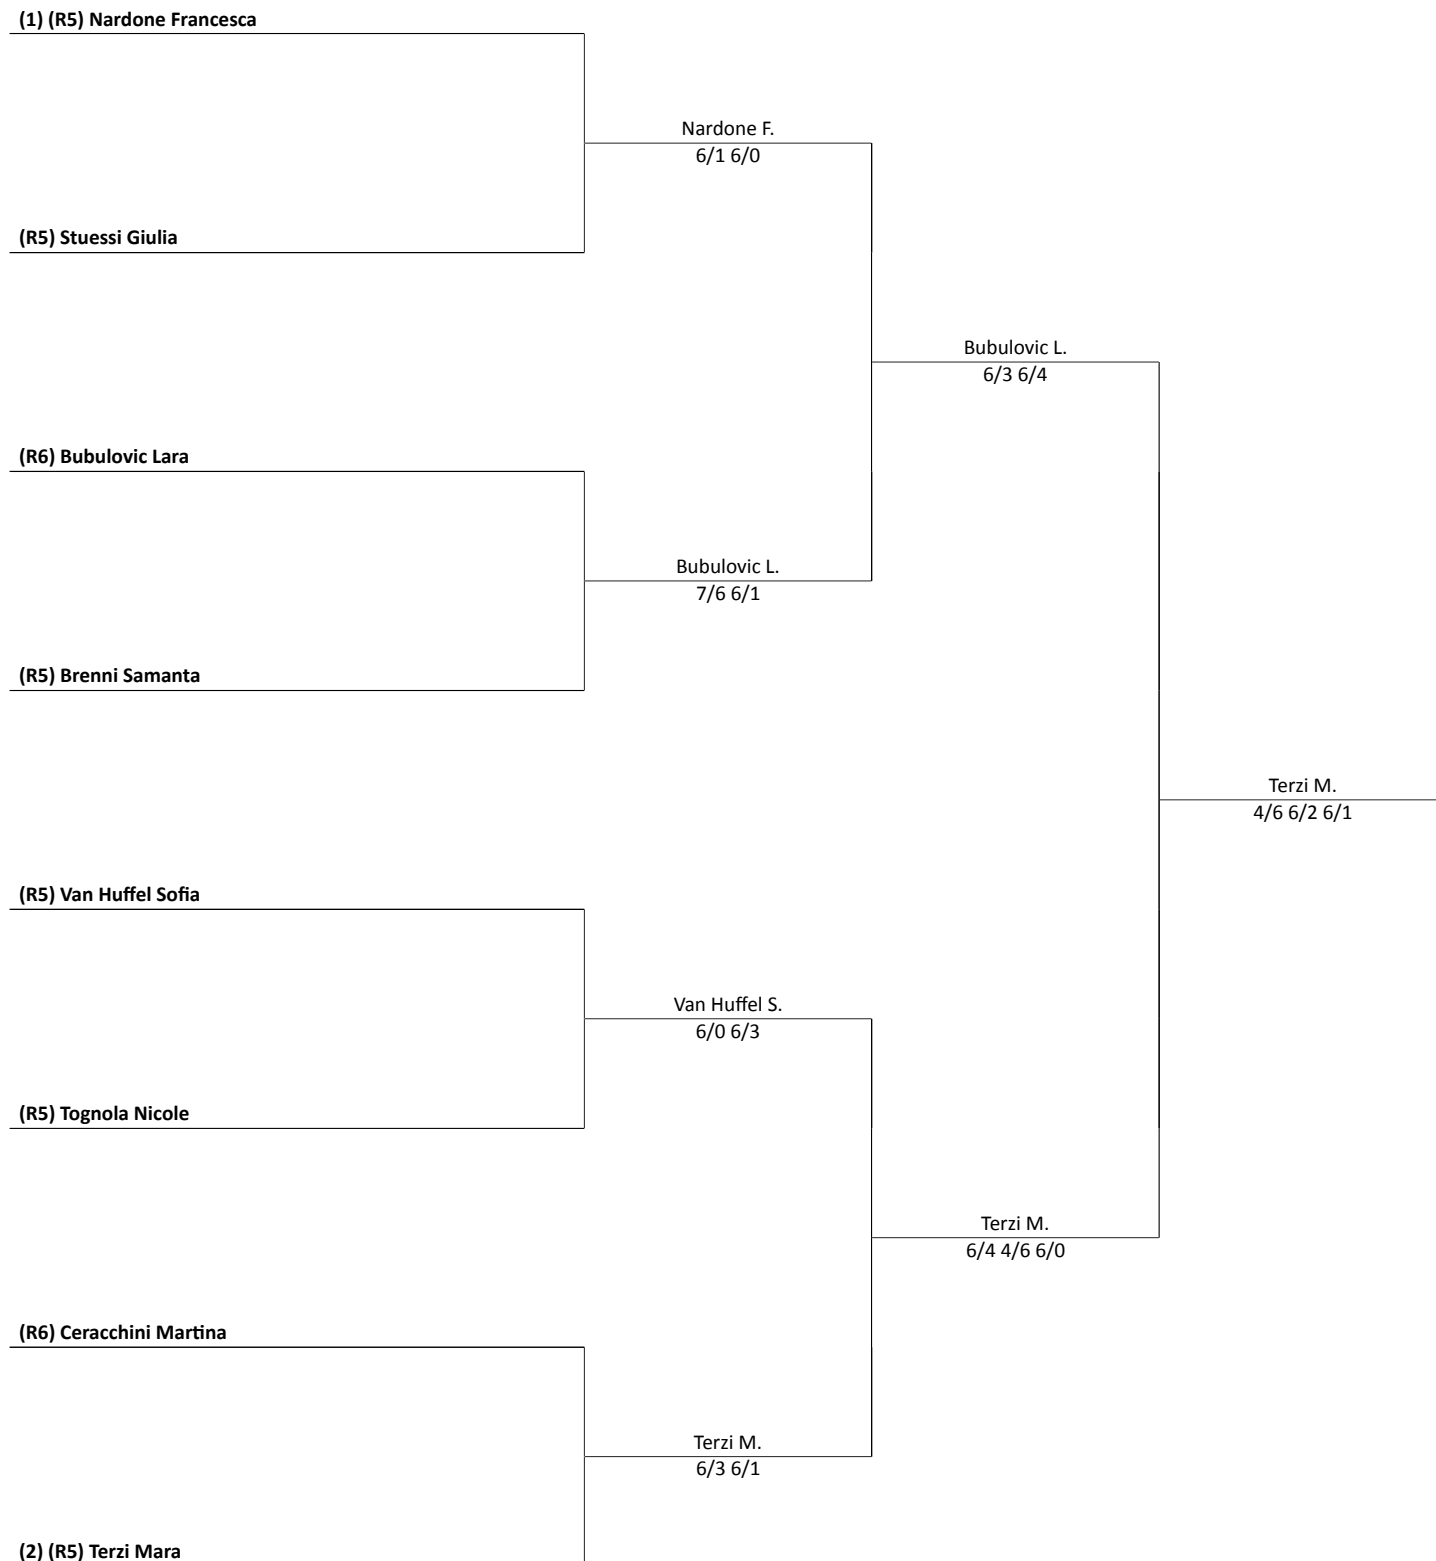 (1) (R5) Nardone Francesca
Nardone F.
6/1 6/0
(R5) Stuessi Giulia
Bubulovic L.
6/3 6/4
(R6) Bubulovic Lara
Bubulovic L.
7/6 6/1
(R5) Brenni Samanta
Terzi M.
4/6 6/2 6/1
(R5) Van Huffel Sofia
Van Huffel S.
6/0 6/3
(R5) Tognola Nicole
Terzi M.
6/4 4/6 6/0
(R6) Ceracchini Martina
Terzi M.
6/3 6/1
(2) (R5) Terzi Mara